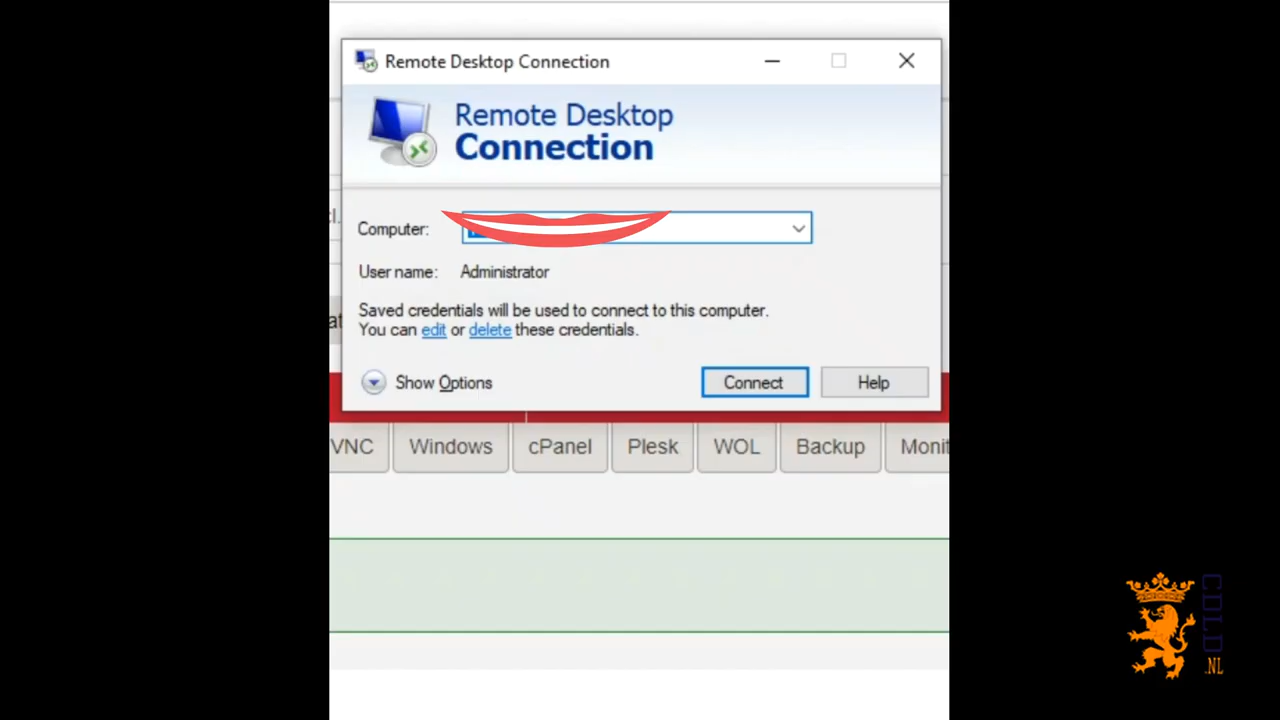 Remote Desktop Connection
Remote Desktop
Connection
Computer:
User name: Administrator
Saved credentials will be used to connect to this computer.
You can edit or delete these credentials.
Show Options
Connect
Help
VNC
Windows
cPanel
Plesk
WOL
Backup
Monit
CDLD
.NL